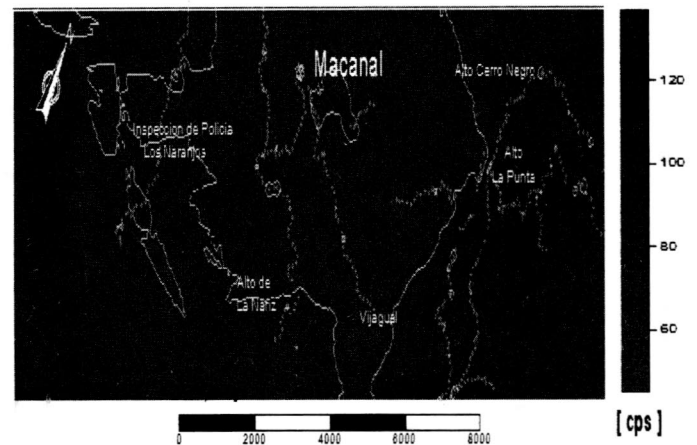 Macanal
Alto Cerro Negro
Inspeccion de Policia
Los Naranjos
Alto
La Punta
Alto de
La Nariz
Vijagual
120
100
80
60
[ cps ]
0 2000 4000 6000 8000